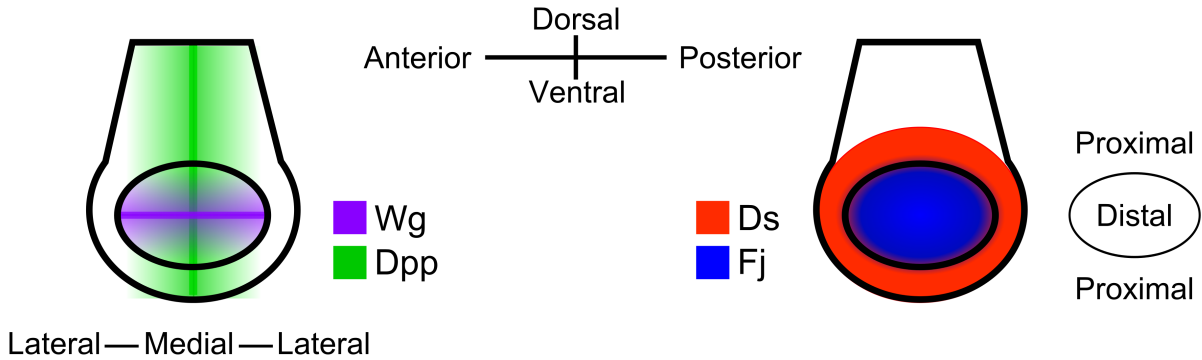 Dorsal
Anterior
Posterior
Ventral
Proximal
Wg
Ds
Distal
Dpp
Fj
Proximal
Lateral — Medial — Lateral